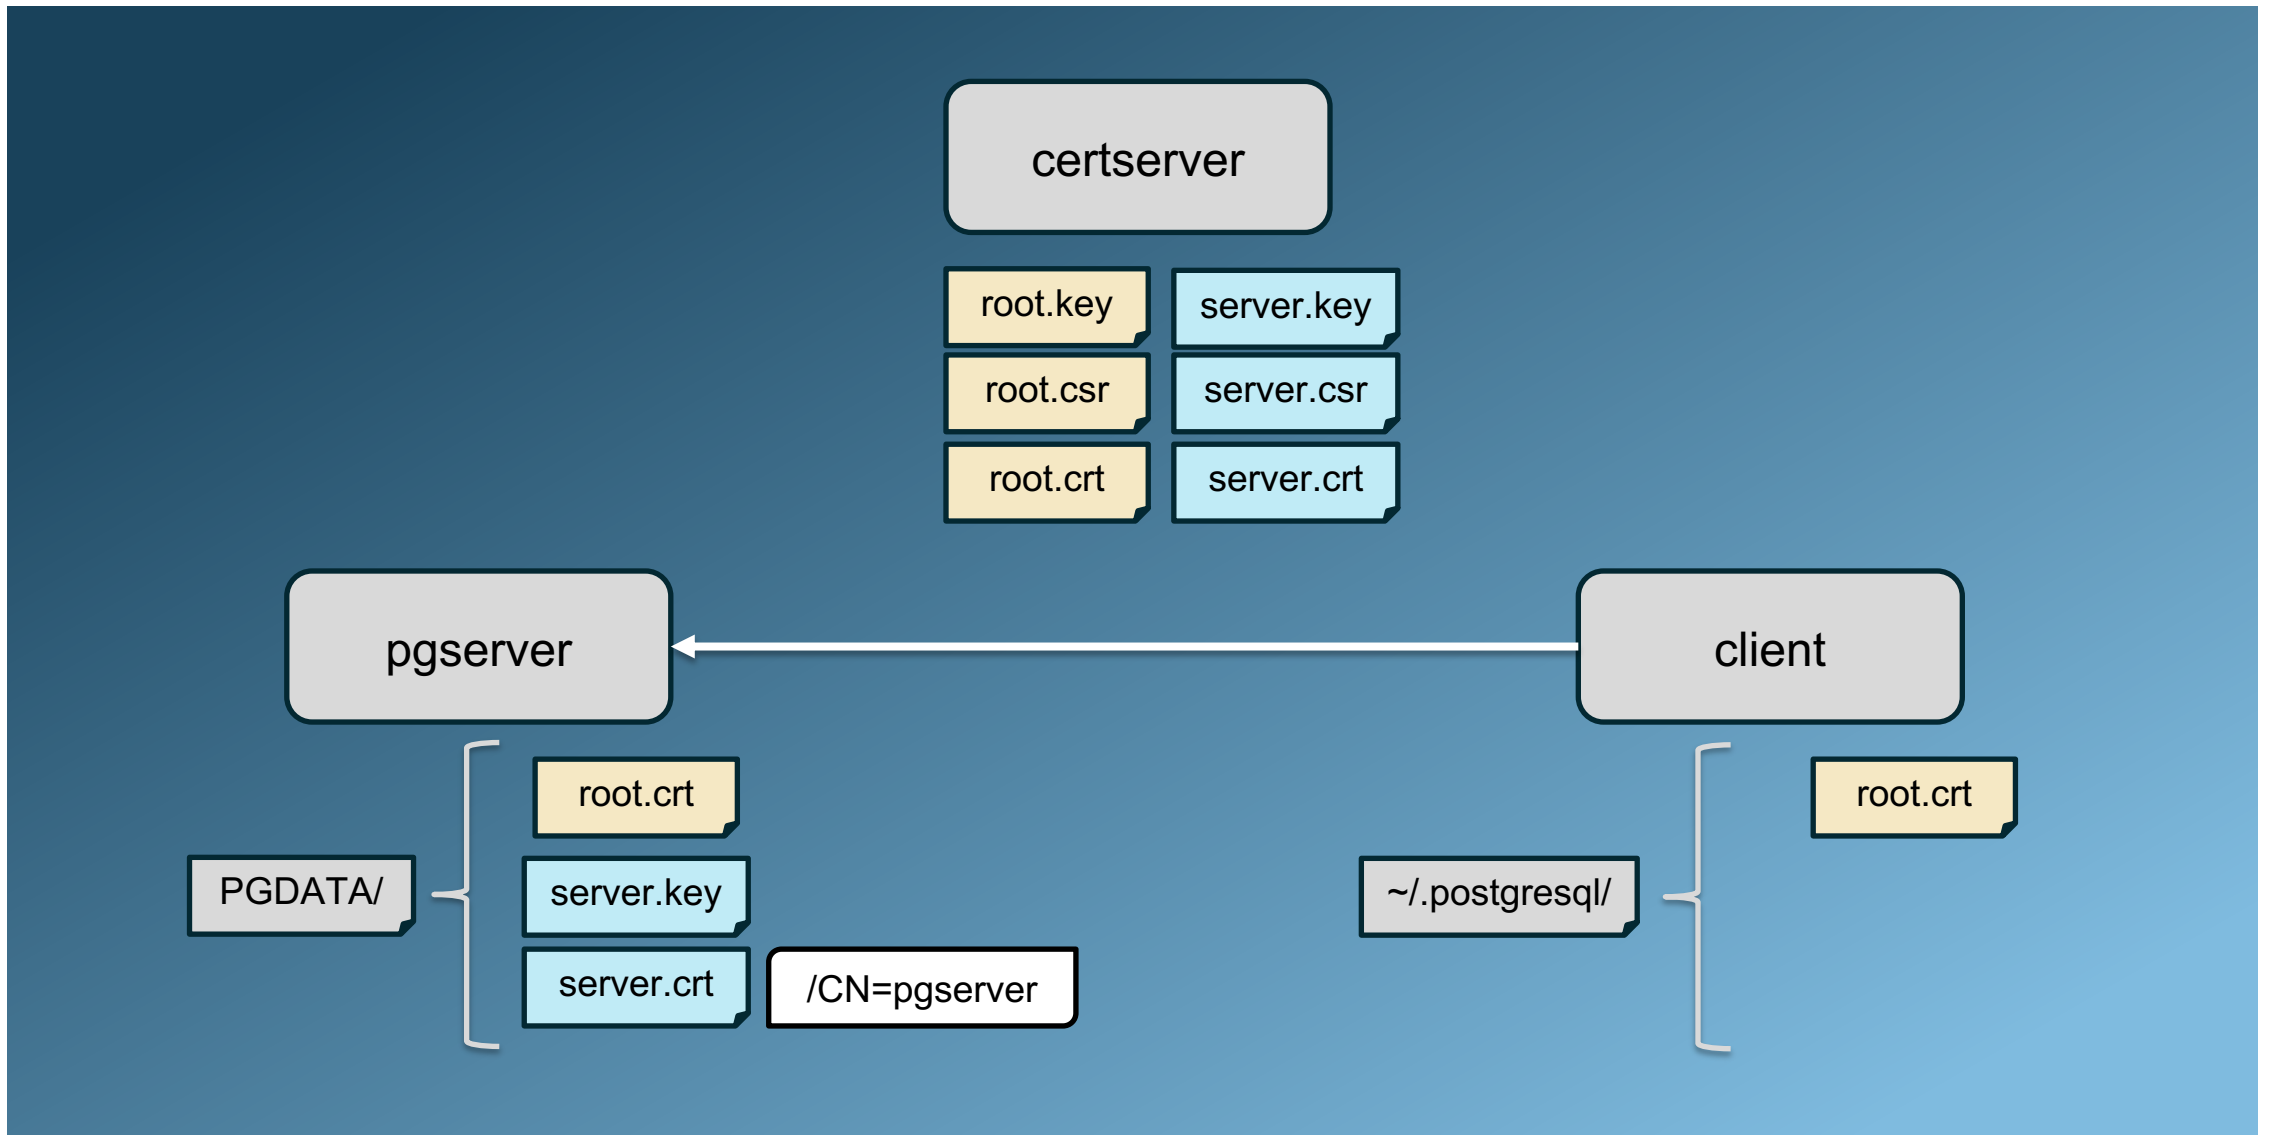 certserver
root.key
server.key
root.csr
server.csr
root.crt
server.crt
pgserver
client
root.crt
root.crt
PGDATA/
server.key
~/.postgresql/
server.crt
/CN=pgserver